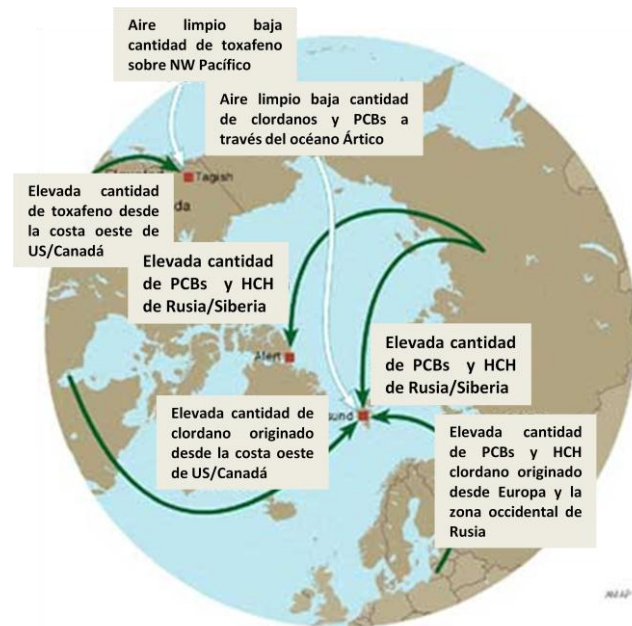 Aire limpio baja
cantidad de toxafeno
sobre NW Pacífico
Aire limpio baja cantidad
de clordanos y PCBs a
través del océano Ártico
Tagish
Elevada cantidad
de toxafeno desde
la costa oeste de
US/Canadá
da
Elevada cantidad
de PCBs y HCH
de Rusia/Siberia
Alert
Elevada cantidad
de PCBs y HCH
de Rusia/Siberia
Elevada cantidad de
clordano originado
desde la costa oeste
de US/Canadá
sund
Elevada cantidad
de PCBs y HCH
clordano originado
desde Europa y la
zona occidental de
Rusia